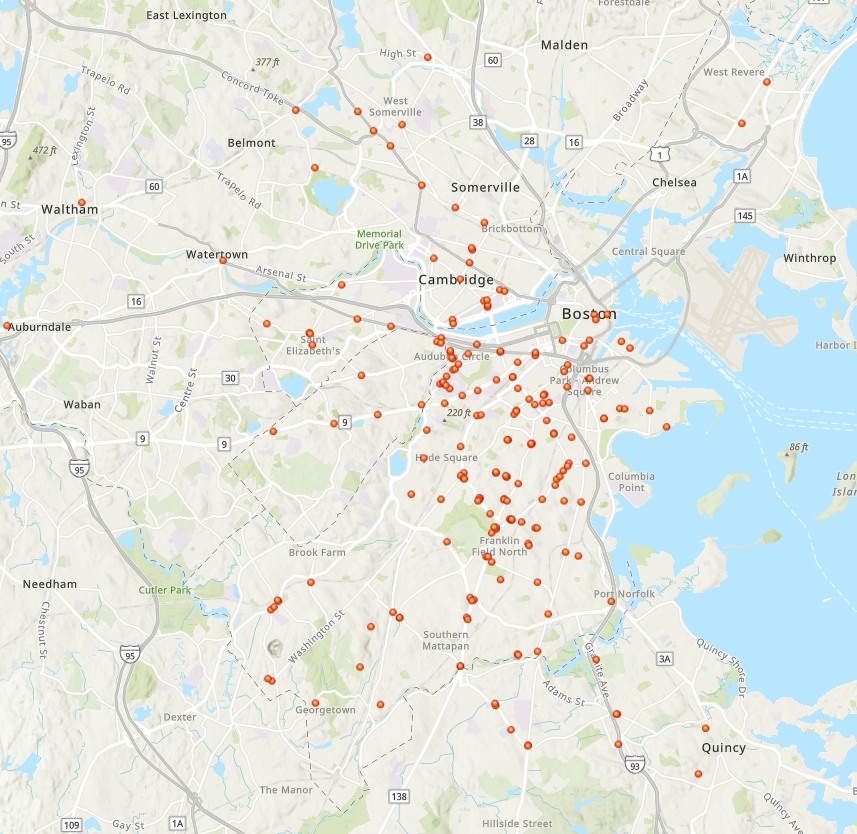 107
Forestdale
East Lexington
Malden
High St
60
377 ft
West Revere
Trapelo Rd
Concord Tpke
West
Somerville
Broadway
38
95
Lexington St
28
16
Belmont
472 ft
1
Trapelo Rd
1A
Chelsea
60
Somerville
n St
Waltham
145
Brickbottom
Memorial
Drive Park
South St
Watertown
Central Square
Winthrop
Arsenal St
Cambridge
16
Boston
Auburndale
Saint
Elizabeth's
Harbor I
Walnut St
Audubon Circle
Columbus
Park - Andrew
Square
30
Centre St
Waban
220 ft
9
9
9
86 ft
Hyde Square
95
Columbia
Point
Lon
Islan
Franklin
Field North
Brook Farm
Needham
Cutler Park
Port Norfolk
Chestnut St
Washington St
Southern
Mattapan
95
3A
Quincy Shore Dr
Granite Ave
Adams St
Georgetown
Dexter
Quincy
93
The Manor
138
Quincy Ave
109
Gay St
1A
Hillside Street